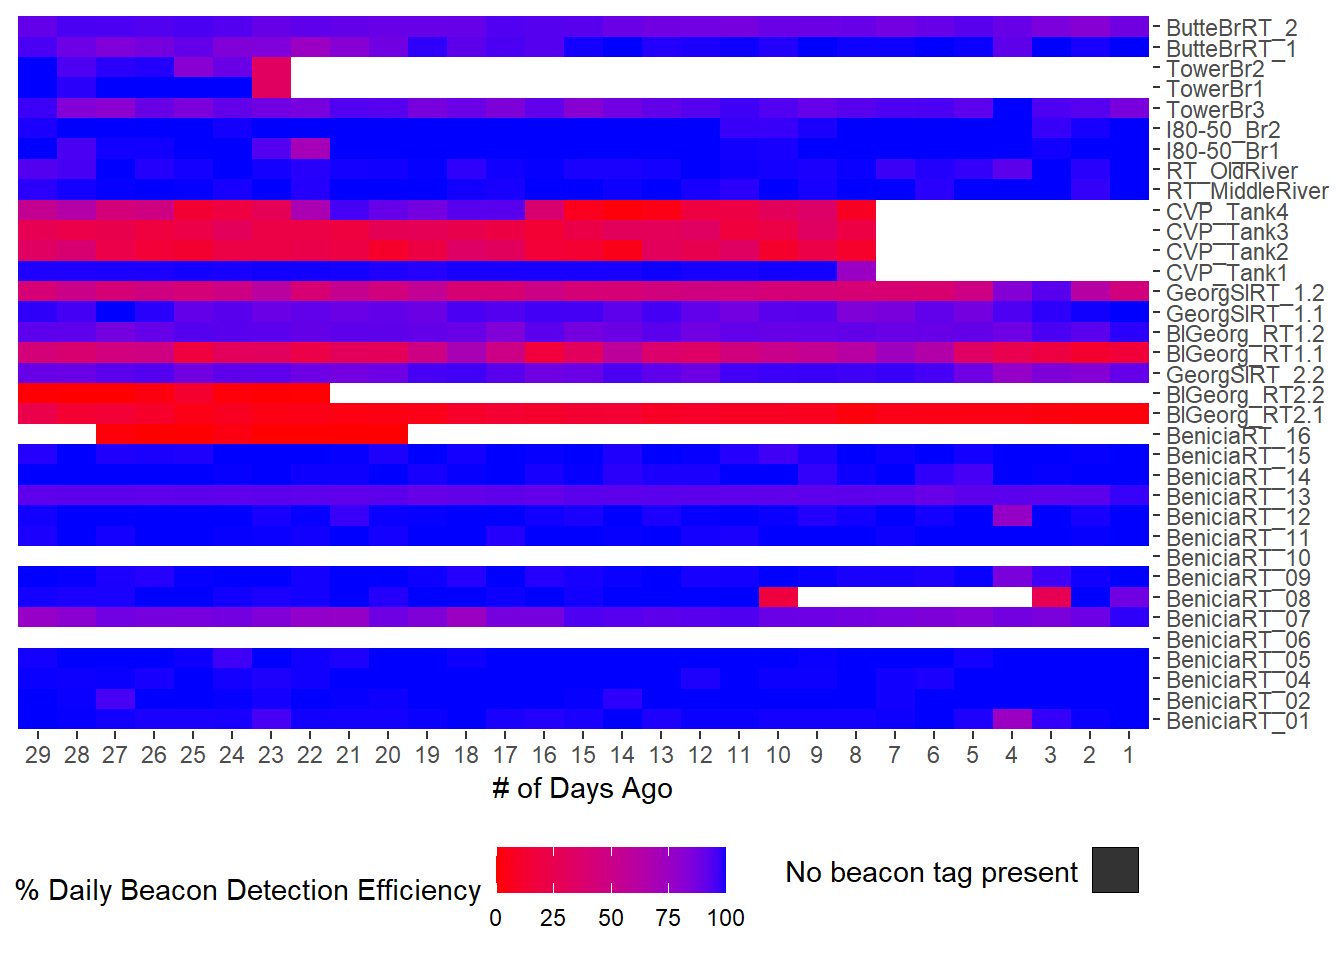 ButteBrRT_2
ButteBrRT_1
TowerBr2
TowerBr1
TowerBr3
I80-50_Br2
I80-50_Br1
RT_OldRiver
RT_MiddleRiver
CVP_Tank4
CVP_Tank3
CVP_Tank2
CVP_Tank1
GeorgSlRT_1.2
GeorgSlRT_1.1
BlGeorg_RT1.2
BlGeorg_RT1.1
GeorgSlRT_2.2
BlGeorg_RT2.2
BlGeorg_RT2.1
BeniciaRT_16
BeniciaRT_15
BeniciaRT_14
BeniciaRT_13
BeniciaRT_12
BeniciaRT_11
BeniciaRT_10
BeniciaRT_09
BeniciaRT_08
BeniciaRT_07
BeniciaRT_06
BeniciaRT_05
BeniciaRT_04
BeniciaRT_02
BeniciaRT_01
29 28 27 26 25 24 23 22 21 20 19 18 17 16 15 14 13 12 11 10 9 8 7 6 5 4 3 2 1
# of Days Ago
% Daily Beacon Detection Efficiency
0 25 50 75 100
No beacon tag present